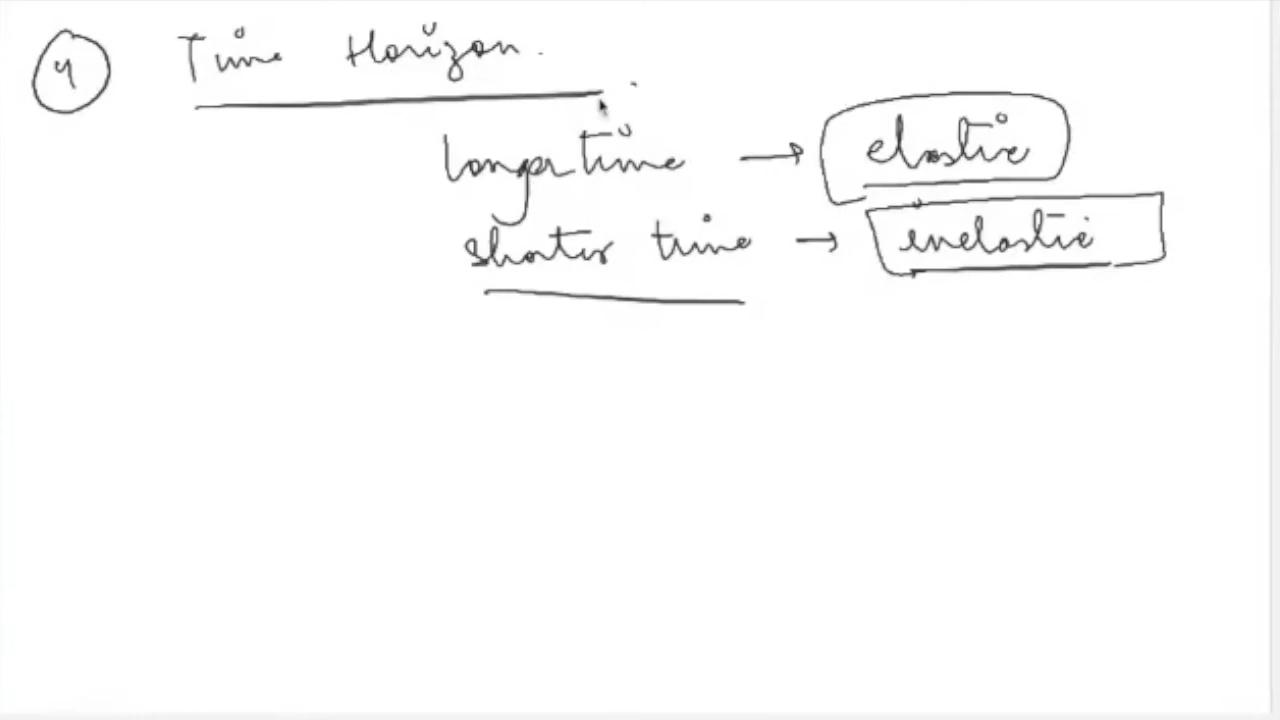 4 Time Horizon.
Longer time → elastic
shorter time → inelastic